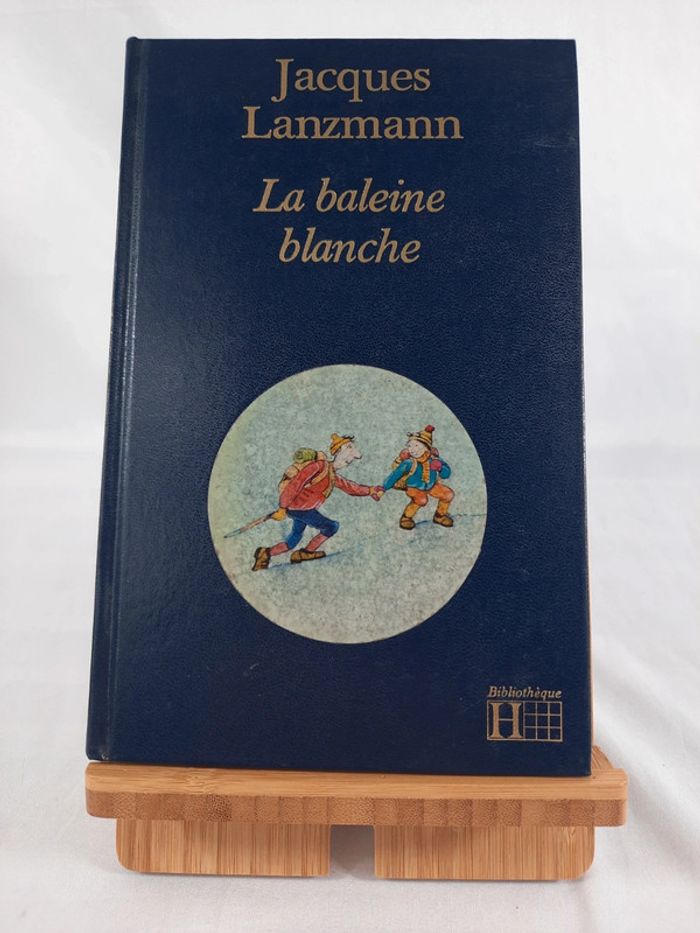 Jacques
Lanzmann
La baleine
blanche
Bibliothèque
H